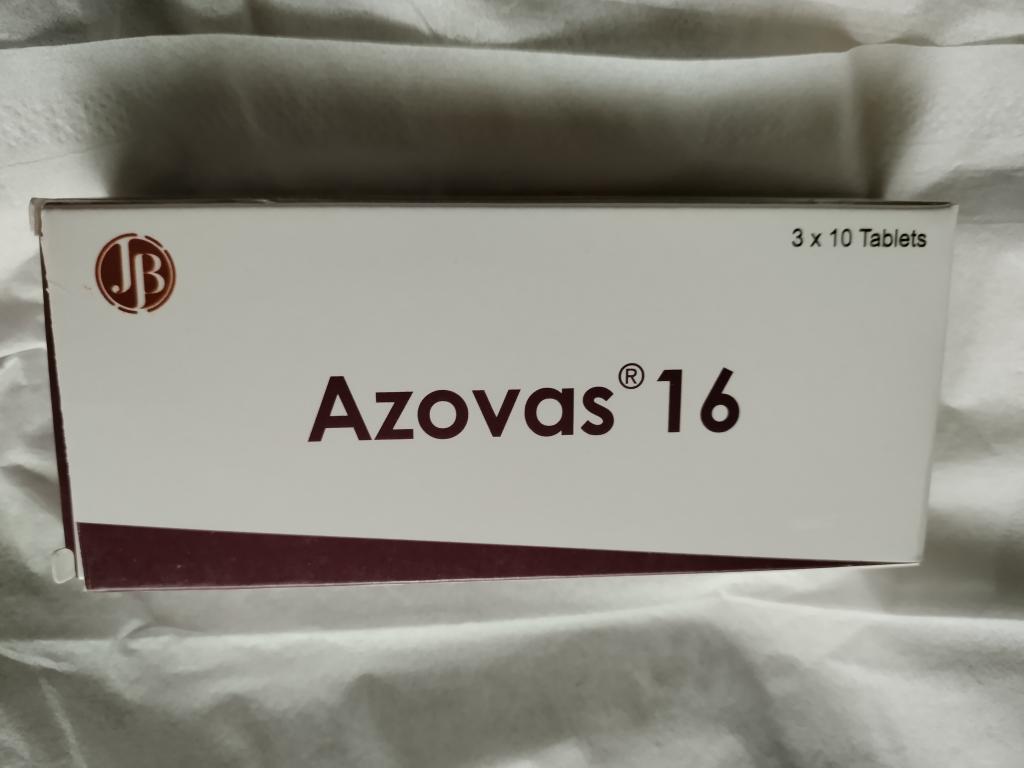 JB
3 x 10 Tablets
Azovas® 16